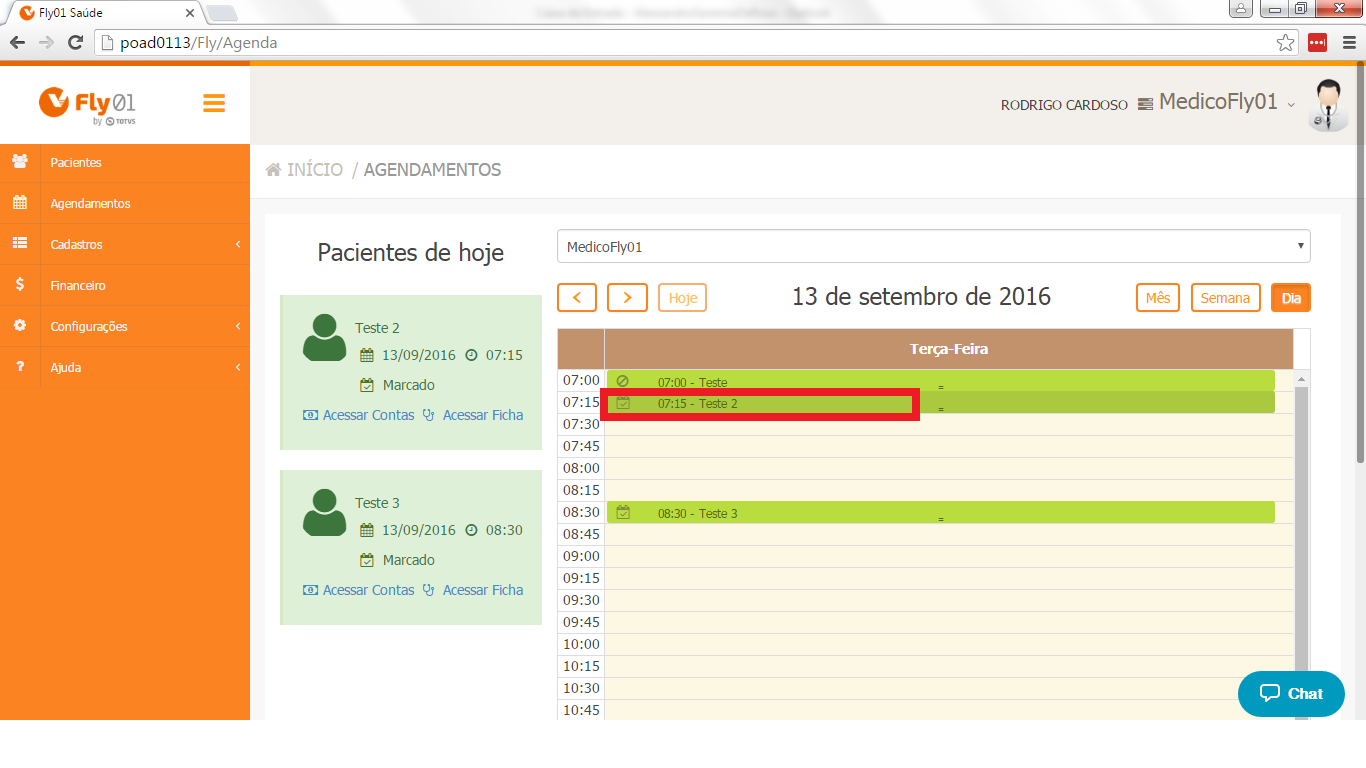 Fly01 Saúde
poad0113/Fly/Agenda
Fly01
by TOTVS
RODRIGO CARDOSO MedicoFly01
Pacientes
Agendamentos
Cadastros
Financeiro
Configurações
Ajuda
INÍCIO / AGENDAMENTOS
Pacientes de hoje
Teste 2
13/09/2016 07:15
Marcado
Acessar Contas Acessar Ficha
Teste 3
13/09/2016 08:30
Marcado
Acessar Contas Acessar Ficha
MedicoFly01
< > Hoje 13 de setembro de 2016 Mês Semana Dia
Terça-Feira
07:00 07:00 - Teste
07:15 07:15 - Teste 2
07:30
07:45
08:00
08:15
08:30 08:30 - Teste 3
08:45
09:00
09:15
09:30
09:45
10:00
10:15
10:30
10:45
Chat